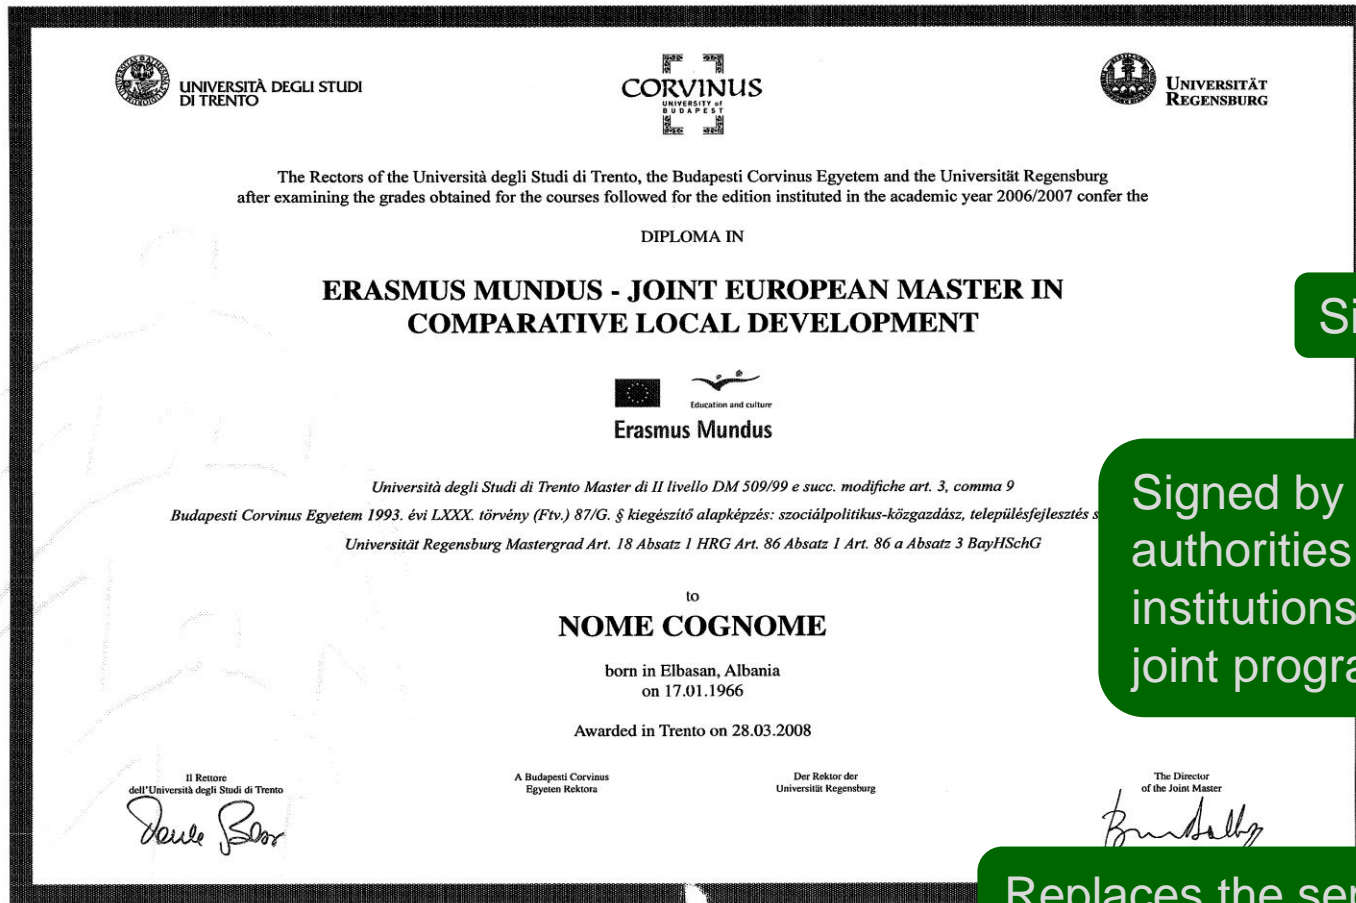 UNIVERSITÀ DEGLI STUDI
DI TRENTO
CORVINUS
UNIVERSITY of
BUDAPEST
UNIVERSITÄT
REGENSBURG
The Rectors of the Università degli Studi di Trento, the Budapesti Corvinus Egyetem and the Universität Regensburg
after examining the grades obtained for the courses followed for the edition instituted in the academic year 2006/2007 confer the
DIPLOMA IN
ERASMUS MUNDUS - JOINT EUROPEAN MASTER IN
COMPARATIVE LOCAL DEVELOPMENT
Education and culture
Erasmus Mundus
Università degli Studi di Trento Master di II livello DM 509/99 e succ. modifiche art. 3, comma 9
Budapesti Corvinus Egyetem 1993. évi LXXX. törvény (Ftv.) 87/G. § kiegészítő alapképzés: szociálpolitikus-közgazdász, településfejlesztés s
Universität Regensburg Mastergrad Art. 18 Absatz 1 HRG Art. 86 Absatz 1 Art. 86 a Absatz 3 BayHSchG
to
NOME COGNOME
born in Elbasan, Albania
on 17.01.1966
Awarded in Trento on 28.03.2008
Il Rettore
dell'Università degli Studi di Trento
A Budapesti Corvinus
Egyetem Rektora
Der Rektor der
Universität Regensburg
The Director
of the Joint Master
Si
Signed by
authorities
institutions
joint progra
Replaces the ser